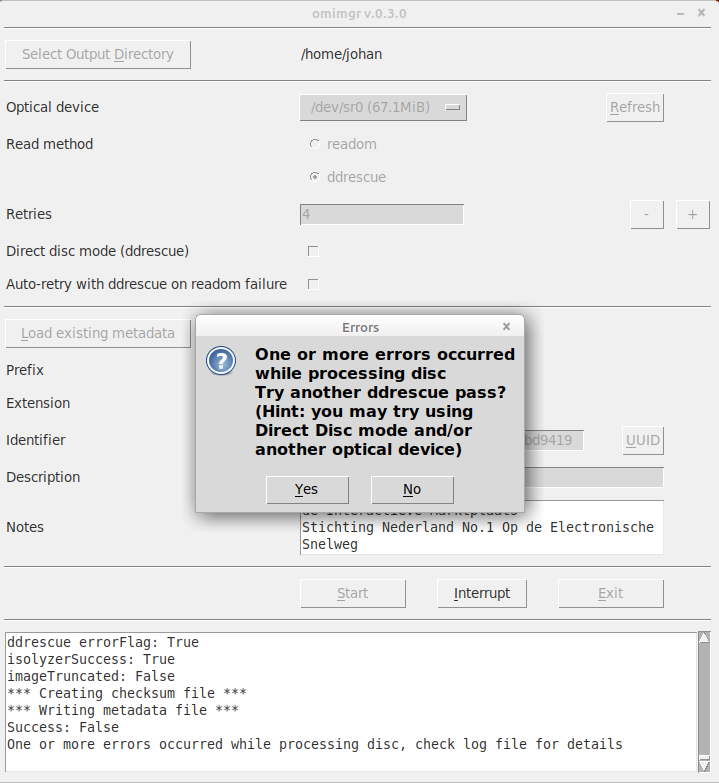 omimgr v.0.3.0
Select Output Directory /home/johan
Optical device /dev/sr0 (67.1MiB) Refresh
Read method readom
ddrescue
Retries 4 - +
Direct disc mode (ddrescue)
Auto-retry with ddrescue on readom failure
Load existing metadata
Prefix
Extension
Identifier bd9419 UUID
Description
Notes
Stichting Nederland No.1 Op de Electronische
Snelweg
Errors
One or more errors occurred
while processing disc
Try another ddrescue pass?
(Hint: you may try using
Direct Disc mode and/or
another optical device)
Yes No
Start Interrupt Exit
ddrescue errorFlag: True
isolyzerSuccess: True
imageTruncated: False
*** Creating checksum file ***
*** Writing metadata file ***
Success: False
One or more errors occurred while processing disc, check log file for details